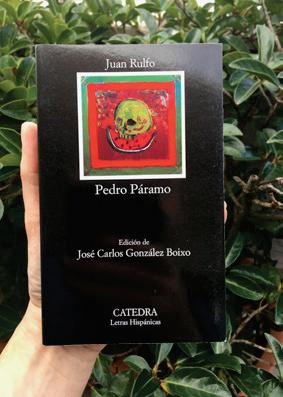 Juan Rulfo
Pedro Páramo
Edición de
José Carlos González Boixo
CATEDRA
Letras Hispánicas